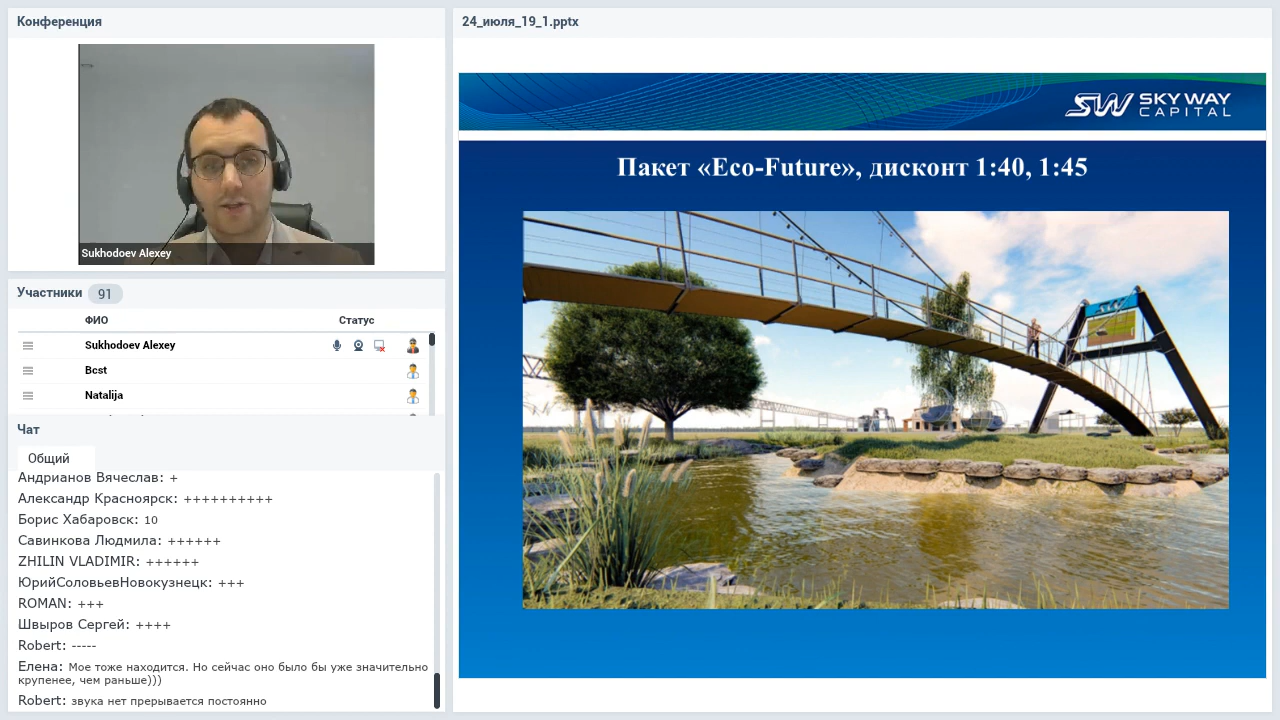 Конференция
Sukhodoev Alexey
Участники 91
ФИО Статус
Sukhodoev Alexey
Bcst
Natalija
Чат
Общий
Андрианов Вячеслав: +
Александр Красноярск: ++++++++++
Борис Хабаровск: 10
Савинкова Людмила: ++++++
ZHILIN VLADIMIR: ++++++
ЮрийСоловьевНовокузнецк: +++
ROMAN: +++
Швыров Сергей: ++++
Robert: -----
Елена: Мое тоже находится. Но сейчас оно было бы уже значительно
крупенее, чем раньше)))
Robert: звука нет прерывается постоянно
24_июля_19_1.pptx
SW SKY WAY
CAPITAL
Пакет «Eco-Future», дисконт 1:40, 1:45